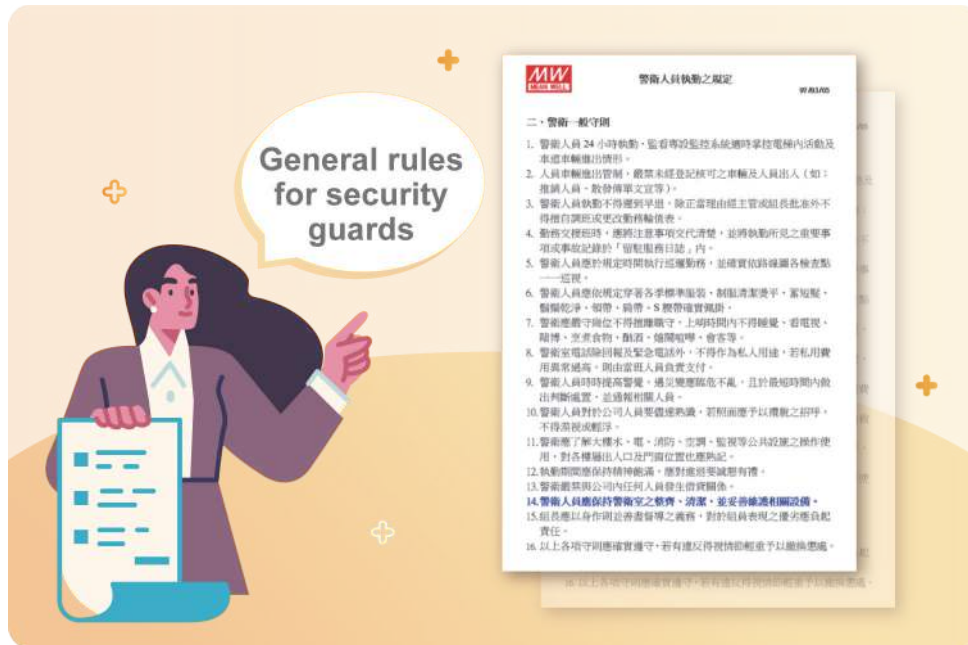 General rules
for security
guards
MW
MEAN WELL
警衛人員執勤之規定
二、警衛一般守則
1. 警衛人員 24 小時執勤，監看專設監控系統適時掌控電梯內活動及
車道車輛進出情形。
2. 人員車輛進出管制，嚴禁未經登記核可之車輛及人員出入（如：
推銷人員、散發傳單文宣等）。
3. 警衛人員執勤不得遲到早退，除正當理由經主管或組長批准外不
得擅自調班或更改勤務輪值表。
4. 勤務交接班時，應將注意事項交代清楚，並將執勤所見之重要事
項或事故記錄於「留駐服務日誌」內。
5. 警衛人員應於規定時間執行巡邏勤務，並確實依路線圖各檢查點
一一巡視。
6. 警衛人員應依規定穿著各季標準服裝、制服清潔燙平、蓄短髮、
鬍鬚乾淨，領帶、肩帶、S 腰帶確實佩掛。
7. 警衛應嚴守崗位不得擅離職守，上哨時間內不得睡覺、看電視、
賭博、烹煮食物、酗酒、嬉鬧喧嘩、會客等。
8. 警衛室電話除回報及緊急電話外，不得作為私人用途，若私用費
用異常過高，則由當班人員負責支付。
9. 警衛人員時時提高警覺，遇災變應臨危不亂，且於最短時間內做
出判斷處置，並通報相關人員。
10. 警衛人員對於公司人員要儘速熟識，若照面應予以禮貌之招呼，
不得漠視或輕浮。
11. 警衛應了解大樓水、電、消防、空調、監視等公共設施之操作使
用，對各樓層出入口及門窗位置也應熟記。
12. 執勤期間應保持精神飽滿，應對進退要誠懇有禮。
13. 警衛嚴禁與公司內任何人員發生借貸關係。
14. 警衛人員應保持警衛室之整齊、清潔，並妥善維護相關設備。
15. 組長應以身作則並善盡督導之義務，對於組員表現之優劣應負起
責任。
16. 以上各項守則應確實遵守，若有違反得視情節輕重予以撤換懲處。